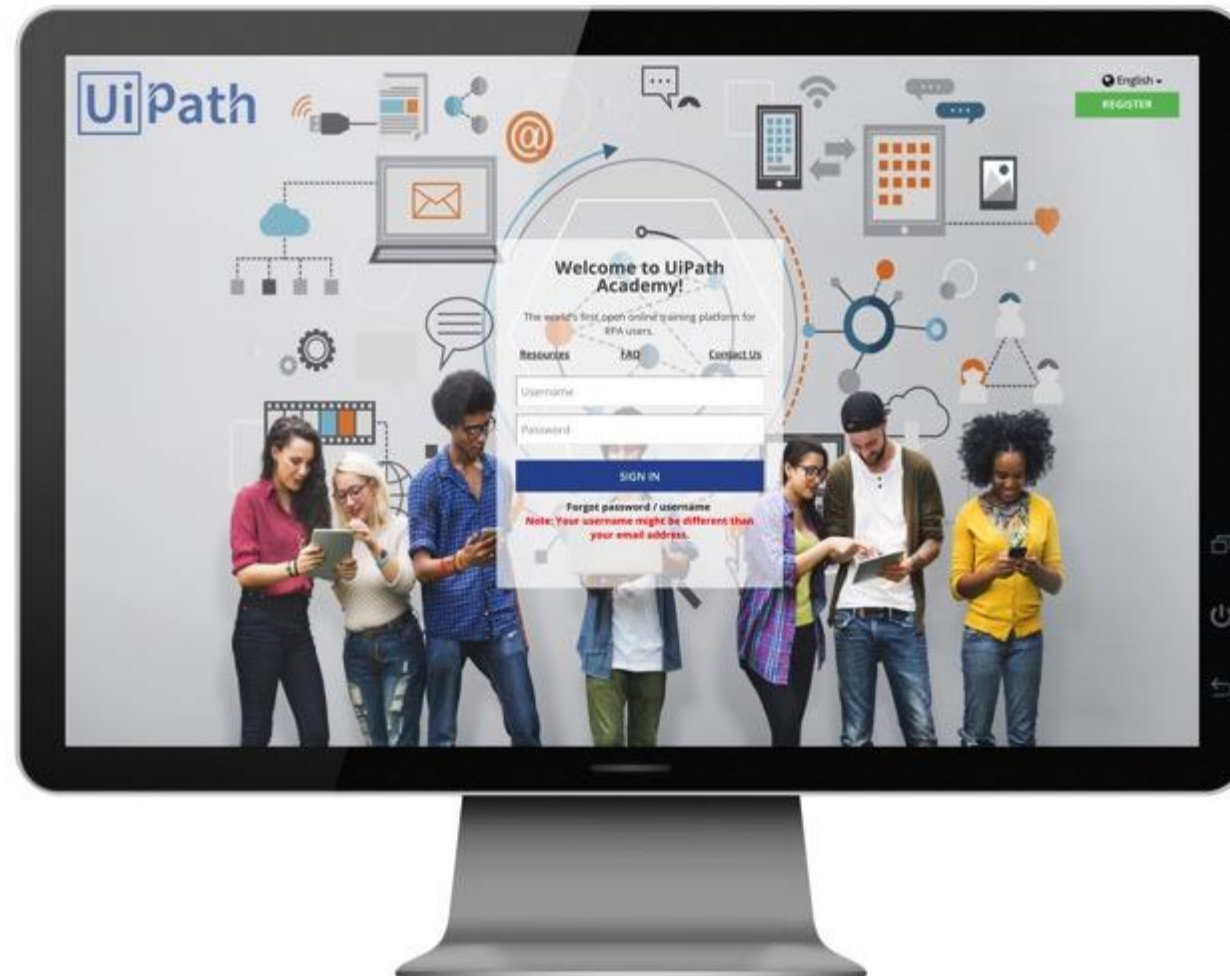 UiPath
English
REGISTER
Welcome to UiPath
Academy!
The world's first open online training platform for
RPA users.
Resources FAQ Contact Us
Username
Password
SIGN IN
Forgot password / username
Note: Your username might be different than
your email address.
@